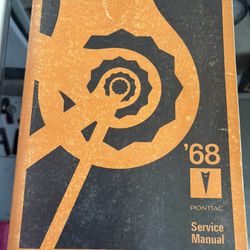 '68
PONTIAC
Service
Manual